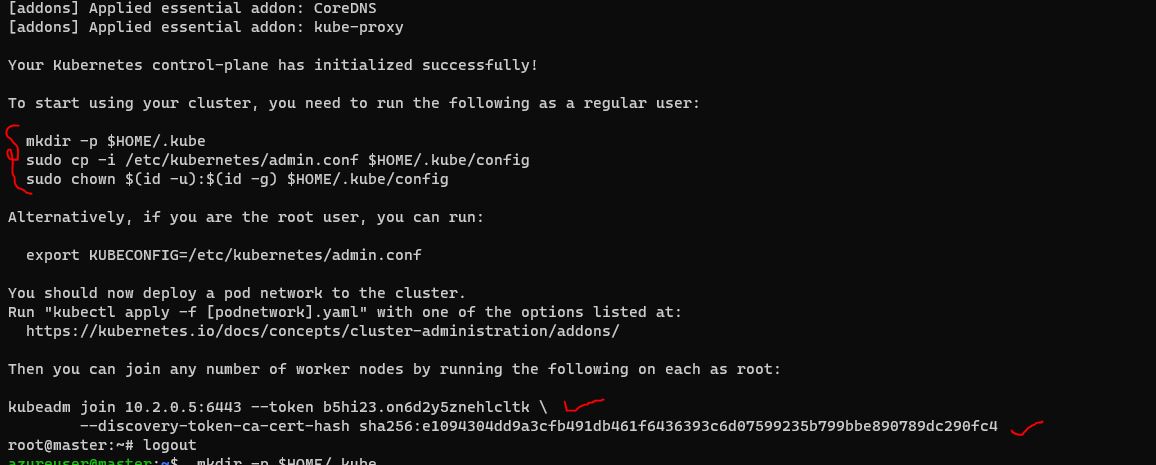 [addons] Applied essential addon: CoreDNS
[addons] Applied essential addon: kube-proxy
Your Kubernetes control-plane has initialized successfully!
To start using your cluster, you need to run the following as a regular user:
mkdir -p $HOME/.kube
sudo cp -i /etc/kubernetes/admin.conf $HOME/.kube/config
sudo chown $(id -u):$(id -g) $HOME/.kube/config
Alternatively, if you are the root user, you can run:
export KUBECONFIG=/etc/kubernetes/admin.conf
You should now deploy a pod network to the cluster.
Run "kubectl apply -f [podnetwork].yaml" with one of the options listed at:
https://kubernetes.io/docs/concepts/cluster-administration/addons/
Then you can join any number of worker nodes by running the following on each as root:
kubeadm join 10.2.0.5:6443 --token b5hi23.on6d2y5znehlcltk \
--discovery-token-ca-cert-hash sha256:e1094304dd9a3cfb491db461f6436393c6d07599235b799bbe890789dc290fc4
root@master:~# logout
azureuser@master:~$ mkdir -p $HOME/.kube